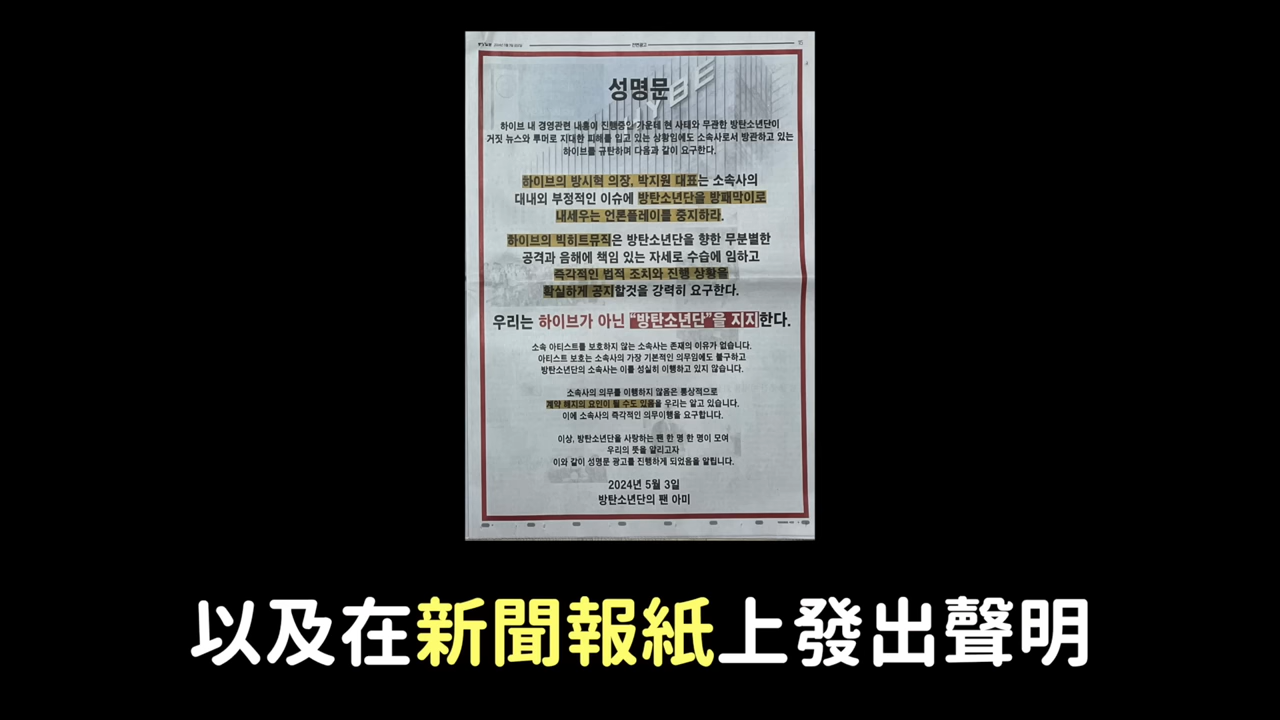 전면광고
HYBE
성명문
하이브 내 경영관련 내홍이 진행중인 가운데 현 사태와 무관한 방탄소년단이
거짓 뉴스와 루머로 지대한 피해를 입고 있는 상황임에도 소속사로서 방관하고 있는
하이브를 규탄하며 다음과 같이 요구한다.
하이브의 방시혁 의장, 박지원 대표는 소속사의
대내외 부정적인 이슈에 방탄소년단을 방패막이로
내세우는 언론플레이를 중지하라.
하이브의 빅히트뮤직은 방탄소년단을 향한 무분별한
공격과 음해에 책임 있는 자세로 수습에 임하고
즉각적인 법적 조치와 진행 상황을
확실하게 공지할것을 강력히 요구한다.
우리는 하이브가 아닌 “방탄소년단”을 지지한다.
소속 아티스트를 보호하지 않는 소속사는 존재의 이유가 없습니다.
아티스트 보호는 소속사의 가장 기본적인 의무임에도 불구하고
방탄소년단의 소속사는 이를 성실히 이행하고 있지 않습니다.
소속사의 의무를 이행하지 않음은 통상적으로
계약 해지의 요인이 될 수도 있음을 우리는 알고 있습니다.
이에 소속사의 즉각적인 의무이행을 요구합니다.
이상, 방탄소년단을 사랑하는 팬 한 명 한 명이 모여
우리의 뜻을 알리고자
이와 같이 성명문 광고를 진행하게 되었음을 알립니다.
2024년 5월 3일
방탄소년단의 팬 아미
以及在新聞報紙上發出聲明